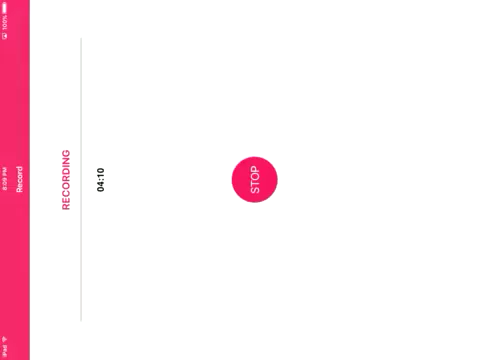 iPad 8:09 PM 100%
Record
RECORDING
04:10
STOP